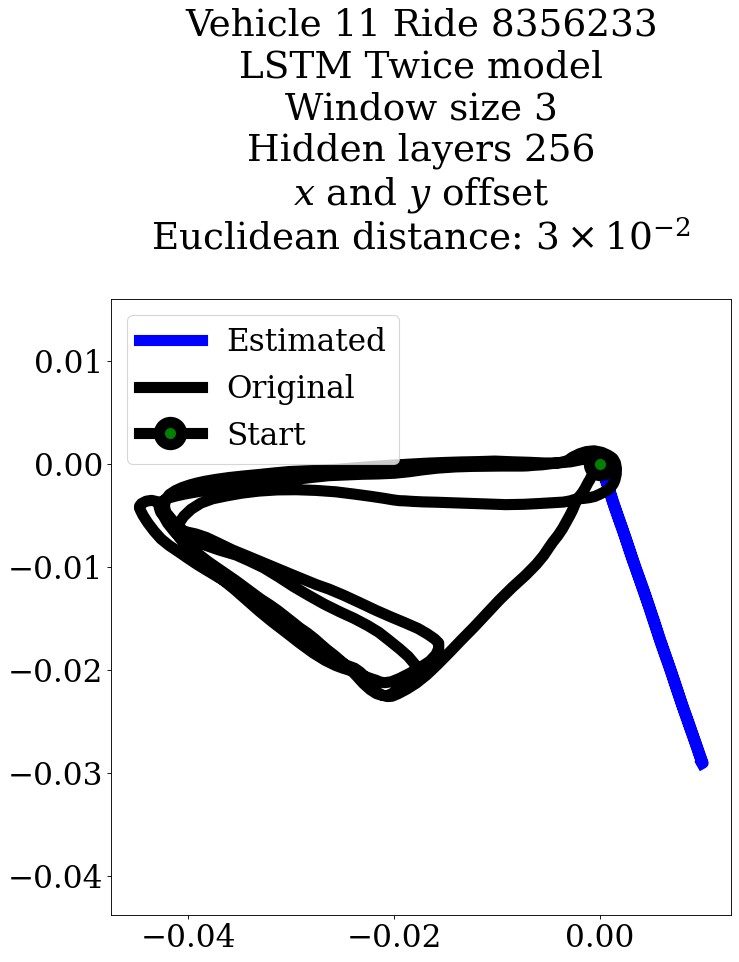 Vehicle 11 Ride 8356233
LSTM Twice model
Window size 3
Hidden layers 256
x and y offset
Euclidean distance: 3 × 10⁻²
Estimated
Original
Start
0.01
0.00
−0.01
−0.02
−0.03
−0.04
−0.04 −0.02 0.00